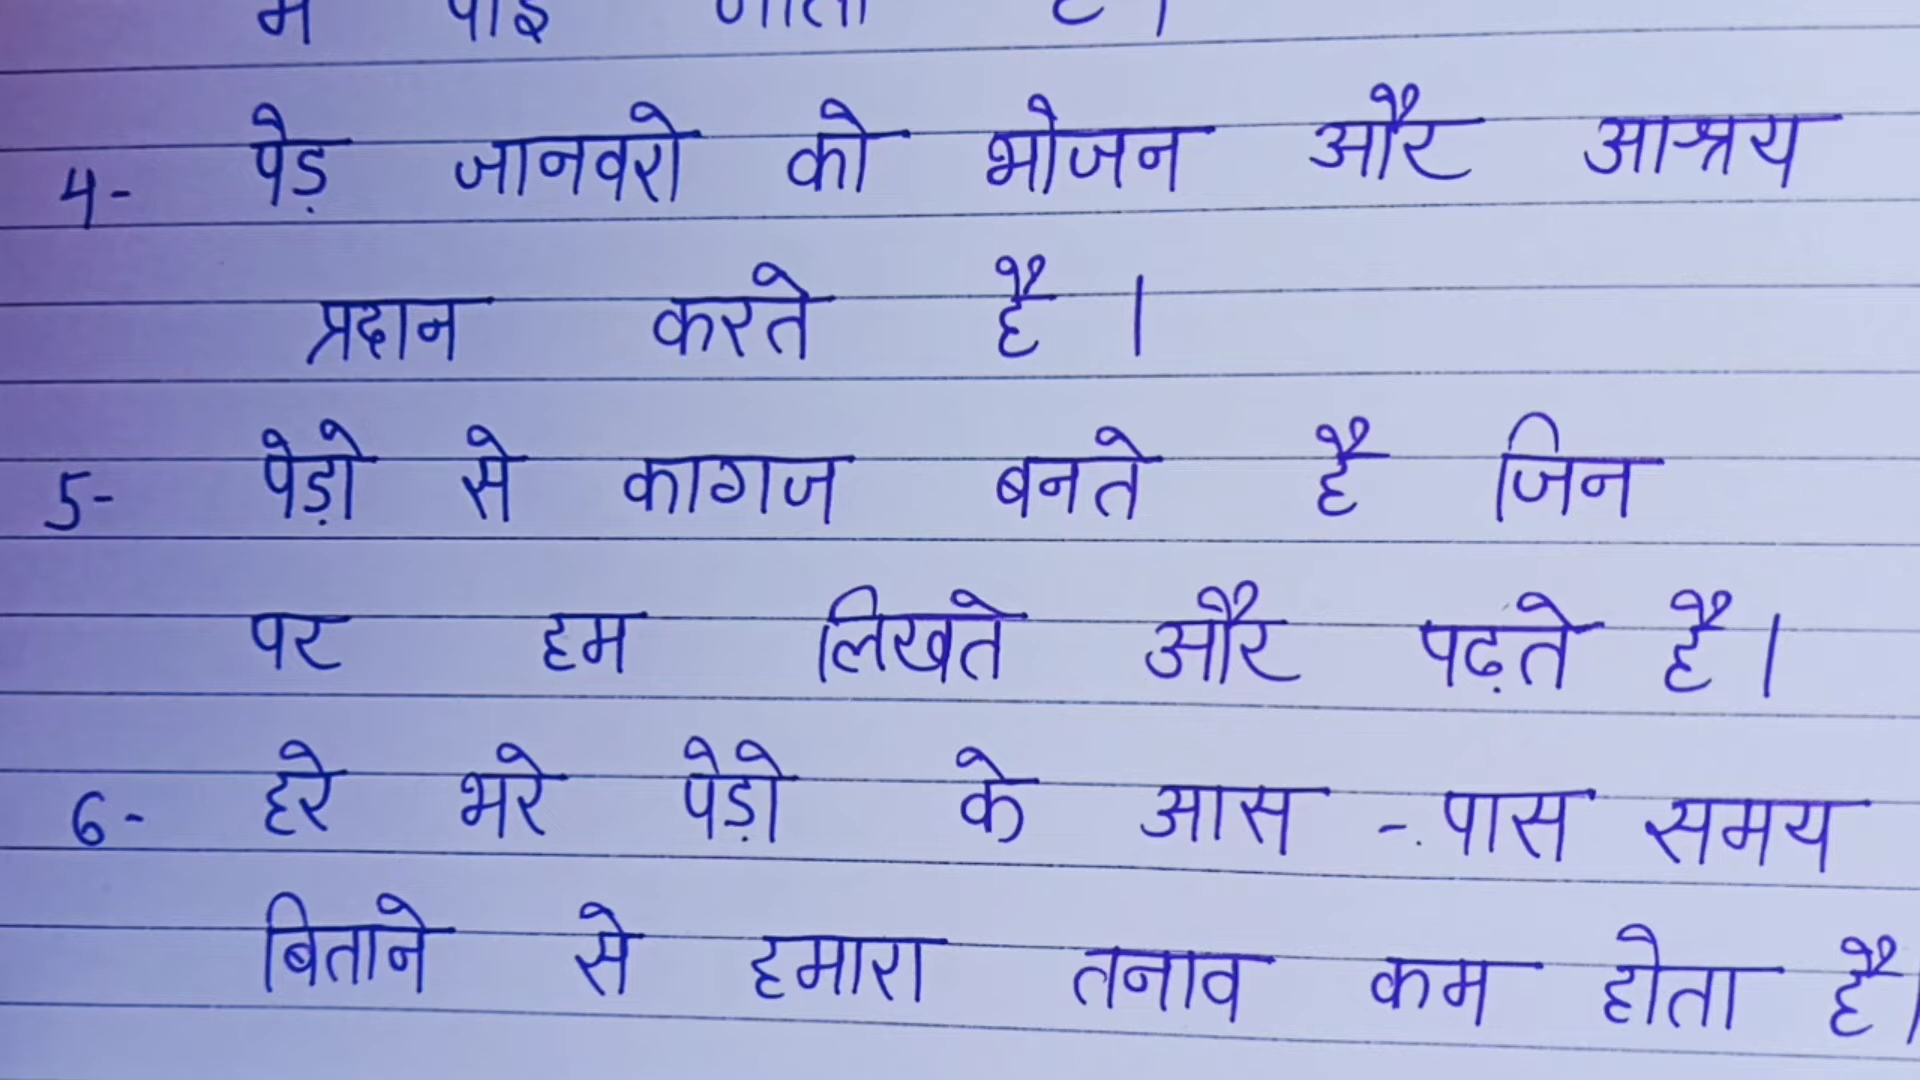 में पाई जाती है।
4- पेड़ जानवरो को भोजन और आश्रय
प्रदान करते है ।
5- पेड़ो से कागज बनते है जिन
पर हम लिखते और पढ़ते है ।
6- हरे भरे पेड़ो के आस -पास समय
बिताने से हमारा तनाव कम होता है।